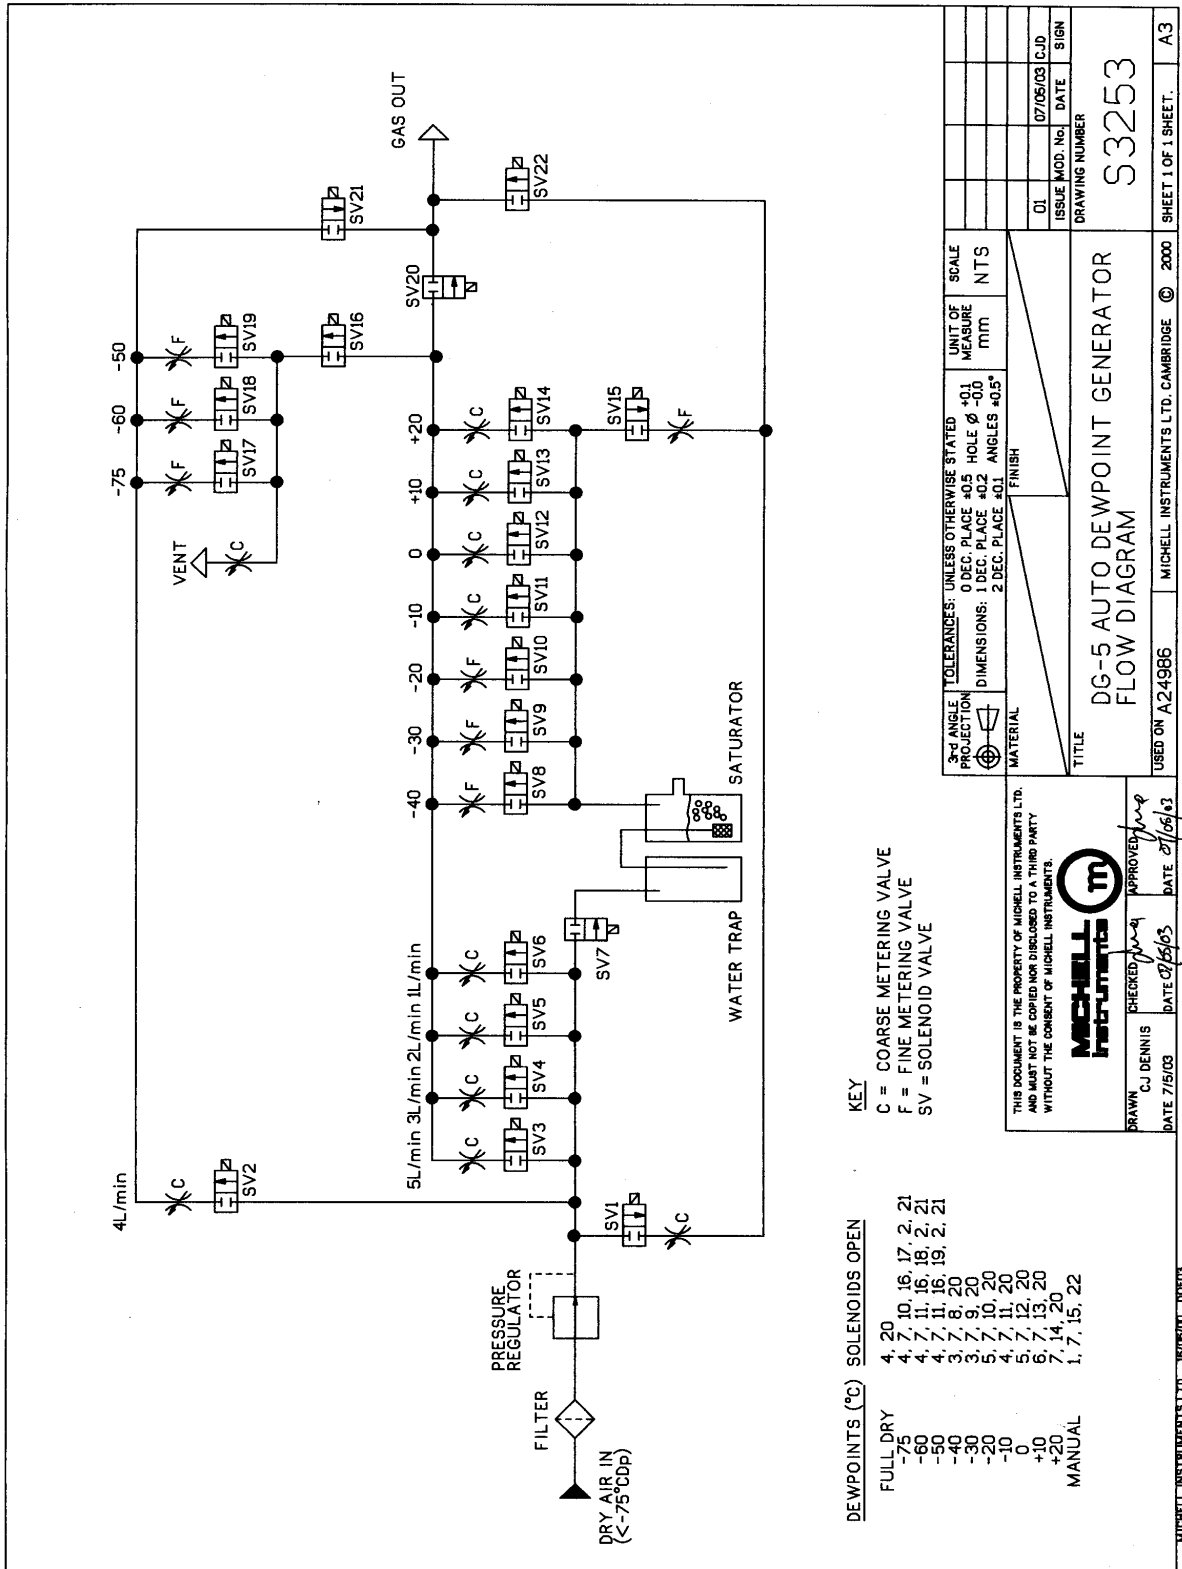 4L/min
-75
-60
-50
VENT
C
C
F
F
F
SV2
SV17
SV18
SV19
SV16
SV21
GAS OUT
5L/min
3L/min
2L/min
1L/min
-40
-30
-20
-10
0
+10
+20
SV20
C
C
C
C
F
F
F
C
C
C
C
SV3
SV4
SV5
SV6
SV8
SV9
SV10
SV11
SV12
SV13
SV14
SV22
DRY AIR IN
(<-75°CDp)
FILTER
PRESSURE
REGULATOR
SV1
C
SV7
WATER TRAP
SATURATOR
SV15
F
DEWPOINTS (°C) SOLENOIDS OPEN
FULL DRY 4, 20
-75 4, 7, 10, 16, 17, 2, 21
-60 4, 7, 11, 16, 18, 2, 21
-50 4, 7, 11, 16, 19, 2, 21
-40 3, 7, 8, 20
-30 3, 7, 9, 20
-20 5, 7, 10, 20
-10 4, 7, 11, 20
0 5, 7, 12, 20
+10 6, 7, 13, 20
+20 7, 14, 20
MANUAL 1, 7, 15, 22
KEY
C = COARSE METERING VALVE
F = FINE METERING VALVE
SV = SOLENOID VALVE
THIS DOCUMENT IS THE PROPERTY OF MICHELL INSTRUMENTS LTD.
AND MUST NOT BE COPIED NOR DISCLOSED TO A THIRD PARTY
WITHOUT THE CONSENT OF MICHELL INSTRUMENTS.
MICHELL
Instruments
m
DRAWN
CJ DENNIS
DATE 7/5/03
CHECKED
DATE
APPROVED
DATE
3rd ANGLE
PROJECTION
TOLERANCES: UNLESS OTHERWISE STATED
DIMENSIONS:
0 DEC. PLACE ±0.5
1 DEC. PLACE ±0.2
2 DEC. PLACE ±0.1
HOLE Ø +0.1
-0.0
ANGLES ±0.5°
UNIT OF
MEASURE
mm
SCALE
NTS
MATERIAL
FINISH
01 07/05/03 CJD
ISSUE MOD. No. DATE SIGN
TITLE
DG-5 AUTO DEWPOINT GENERATOR
FLOW DIAGRAM
DRAWING NUMBER
S3253
USED ON A24986
MICHELL INSTRUMENTS LTD. CAMBRIDGE © 2000
SHEET 1 OF 1 SHEET.
A3